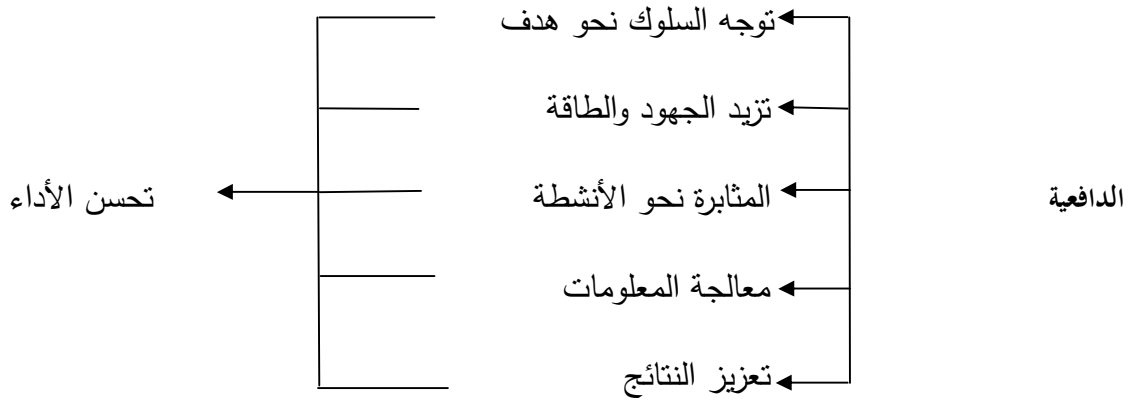 الدافعية
توجه السلوك نحو هدف
تزيد الجهود والطاقة
المثابرة نحو الأنشطة
معالجة المعلومات
تعزيز النتائج
تحسن الأداء